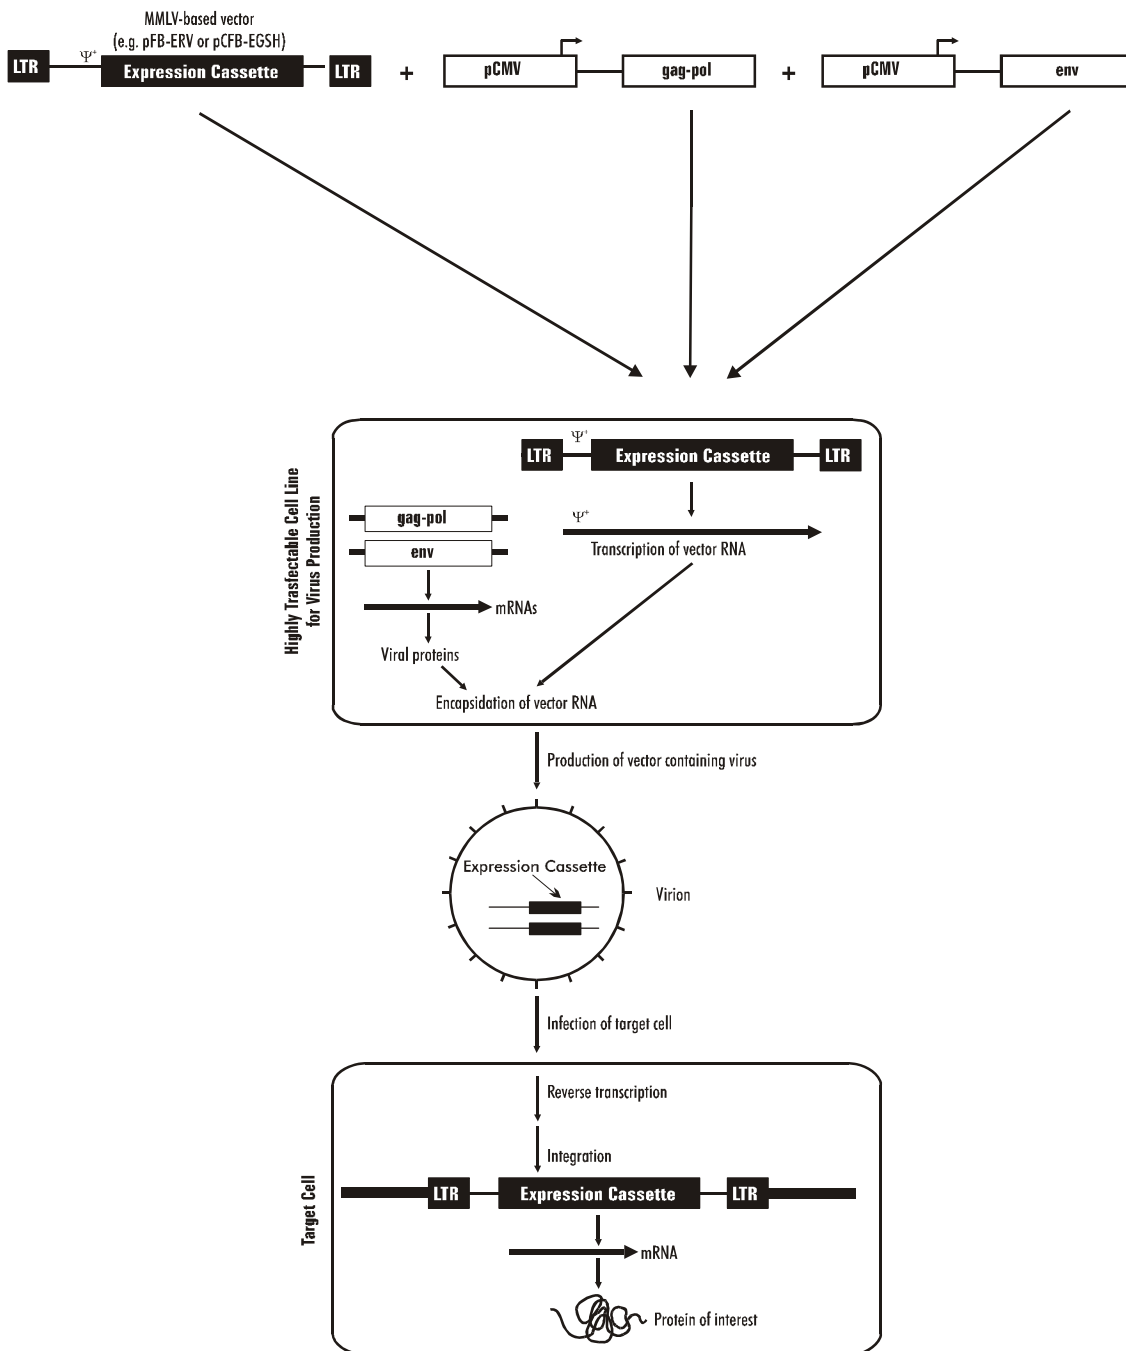 MMLV-based vector
(e.g. pFB-ERV or pCFB-EGSH)
LTR Ψ+ Expression Cassette LTR + pCMV gag-pol + pCMV env
Highly Trasfectable Cell Line
for Virus Production
LTR Ψ+ Expression Cassette LTR
gag-pol
env
Ψ+
Transcription of vector RNA
mRNAs
Viral proteins
Encapsidation of vector RNA
Production of vector containing virus
Expression Cassette
Virion
Infection of target cell
Target Cell
Reverse transcription
Integration
LTR Expression Cassette LTR
mRNA
Protein of interest